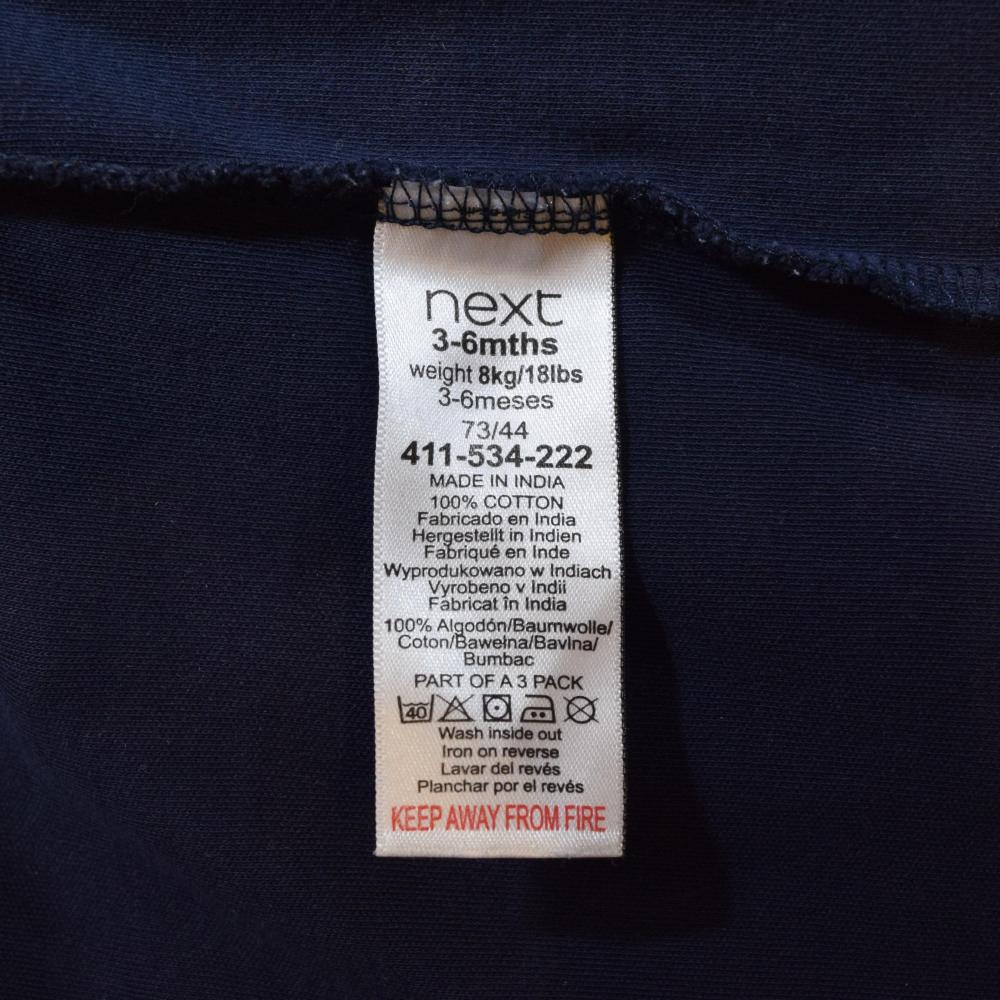 next
3-6mths
weight 8kg/18lbs
3-6meses
73/44
411-534-222
MADE IN INDIA
100% COTTON
Fabricado en India
Hergestellt in Indien
Fabriqué en Inde
Wyprodukowano w Indiach
Vyrobeno v Indii
Fabricat în India
100% Algodón/Baumwolle/
Coton/Bawełna/Bavlna/
Bumbac
PART OF A 3 PACK
40
Wash inside out
Iron on reverse
Lavar del revés
Planchar por el revés
KEEP AWAY FROM FIRE